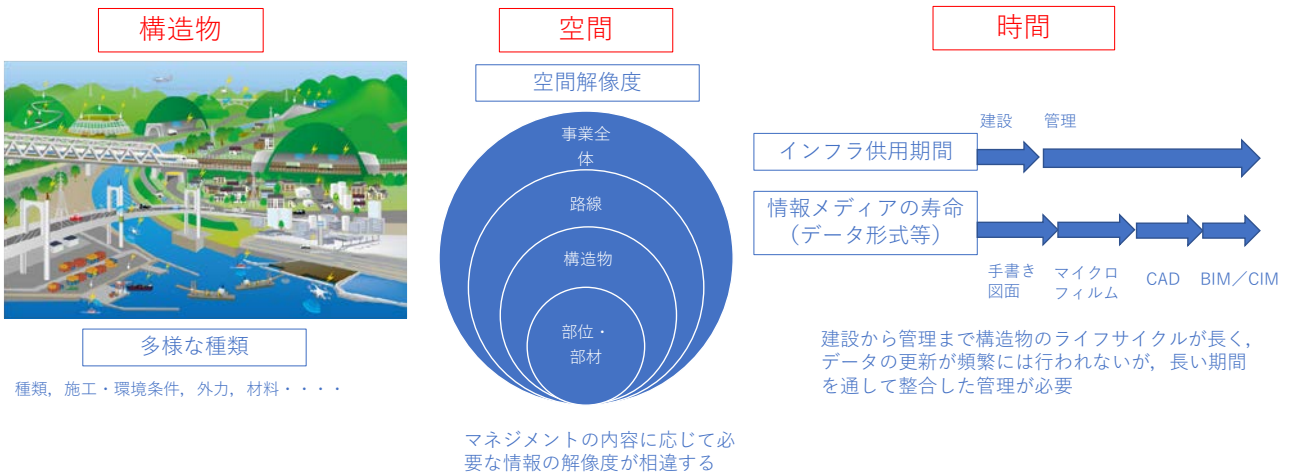 構造物
多様な種類
種類，施工・環境条件，外力，材料・・・・
空間
空間解像度
事業全
体
路線
構造物
部位・
部材
マネジメントの内容に応じて必
要な情報の解像度が相違する
時間
建設
管理
インフラ供用期間
情報メディアの寿命
（データ形式等）
手書き
図面
マイクロ
フィルム
CAD
BIM／CIM
建設から管理まで構造物のライフサイクルが長く，
データの更新が頻繁には行われないが，長い期間
を通して整合した管理が必要